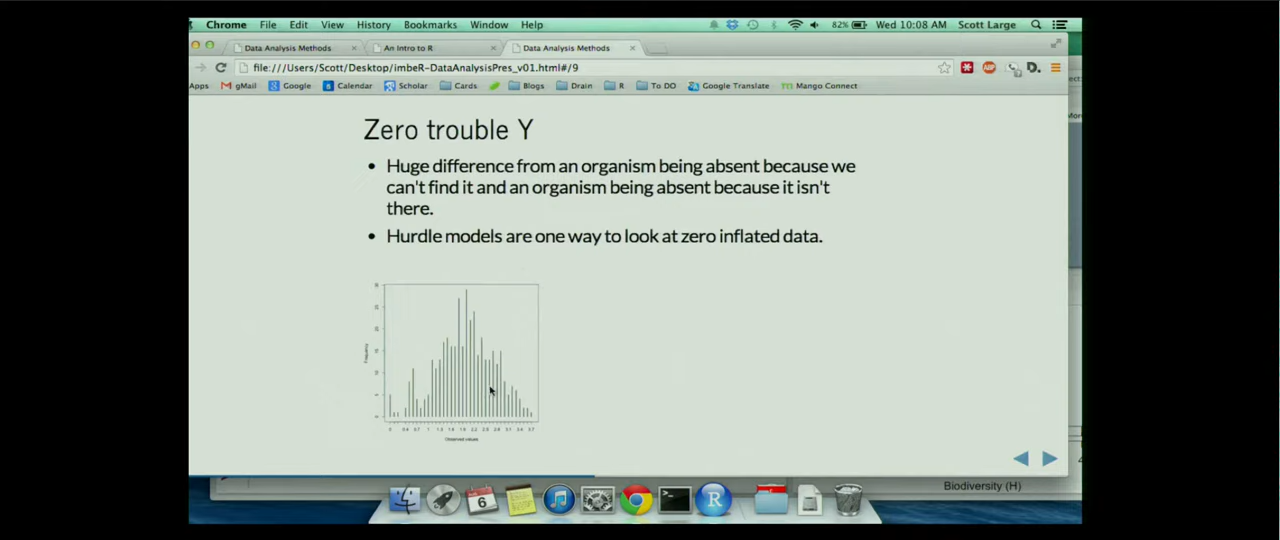 Chrome File Edit View History Bookmarks Window Help 82% Wed 10:08 AM Scott Large
Data Analysis Methods An Intro to R Data Analysis Methods
file:///Users/Scott/Desktop/imbeR-DataAnalysisPres_v01.html#/9 ABP D.
Apps gMail Google Calendar Scholar Cards Blogs Drain R To DO Google Translate Mango Connect
Zero trouble Y
• Huge difference from an organism being absent because we
can't find it and an organism being absent because it isn't
there.
• Hurdle models are one way to look at zero inflated data.
Frequency
Observed values
6
R
Biodiversity (H)